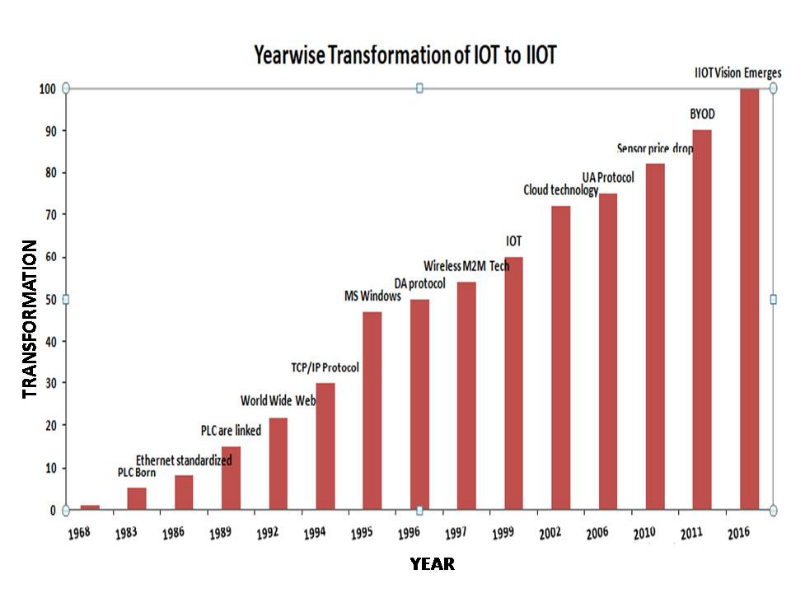 Yearwise Transformation of IOT to IIOT
IIOT Vision Emerges
100
BYOD
90
Sensor price drop
80
UA Protocol
Cloud technology
70
IOT
60
Wireless M2M Tech
DA protocol
MS Windows
50
40
TCP/IP Protocol
30
World Wide Web
PLC are linked
20
Ethernet standardized
PLC Born
10
0
TRANSFORMATION
1968 1983 1986 1989 1992 1994 1995 1996 1997 1999 2002 2006 2010 2011 2016
YEAR